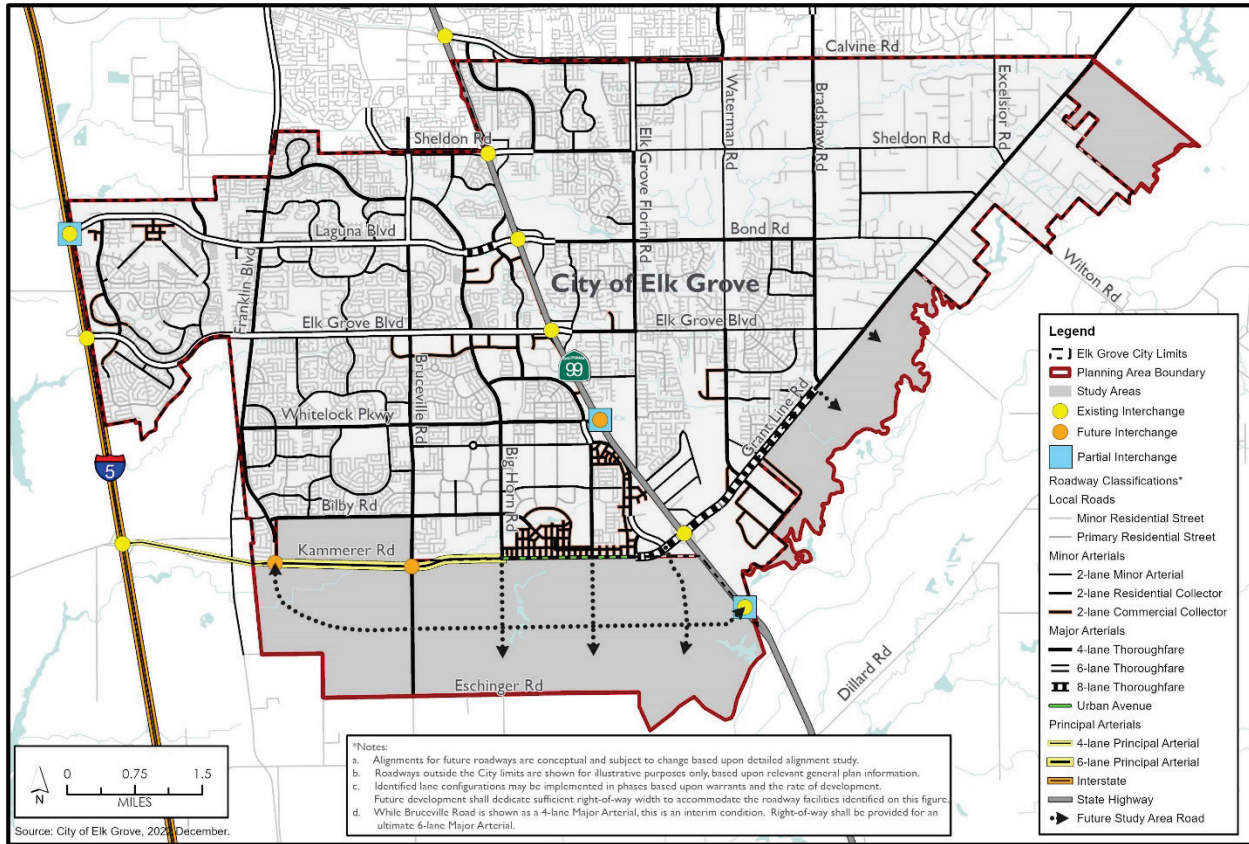 Calvine Rd
Excelsior Rd
Waterman Rd
Bradshaw Rd
Sheldon Rd
Sheldon Rd
Elk Grove Florin Rd
Laguna Blvd
Bond Rd
Franklin Blvd
City of Elk Grove
Wilton Rd
Elk Grove Blvd
Elk Grove Blvd
CALIFORNIA
99
Bruceville Rd
Whitelock Pkwy
Grant Line Rd
Big Horn Rd
5
Bilby Rd
Kammerer Rd
Eschinger Rd
Dillard Rd
Legend
Elk Grove City Limits
Planning Area Boundary
Study Areas
Existing Interchange
Future Interchange
Partial Interchange
Roadway Classifications*
Local Roads
Minor Residential Street
Primary Residential Street
Minor Arterials
2-lane Minor Arterial
2-lane Residential Collector
2-lane Commercial Collector
Major Arterials
4-lane Thoroughfare
6-lane Thoroughfare
8-lane Thoroughfare
Urban Avenue
Principal Arterials
4-lane Principal Arterial
6-lane Principal Arterial
Interstate
State Highway
Future Study Area Road
*Notes:
a. Alignments for future roadways are conceptual and subject to change based upon detailed alignment study.
b. Roadways outside the City limits are shown for illustrative purposes only, based upon relevant general plan information.
c. Identified lane configurations may be implemented in phases based upon warrants and the rate of development.
Future development shall dedicate sufficient right-of-way width to accommodate the roadway facilities identified on this figure.
d. While Bruceville Road is shown as a 4-lane Major Arterial, this is an interim condition. Right-of-way shall be provided for an
ultimate 6-lane Major Arterial.
N
0 0.75 1.5
MILES
Source: City of Elk Grove, 2022 December.